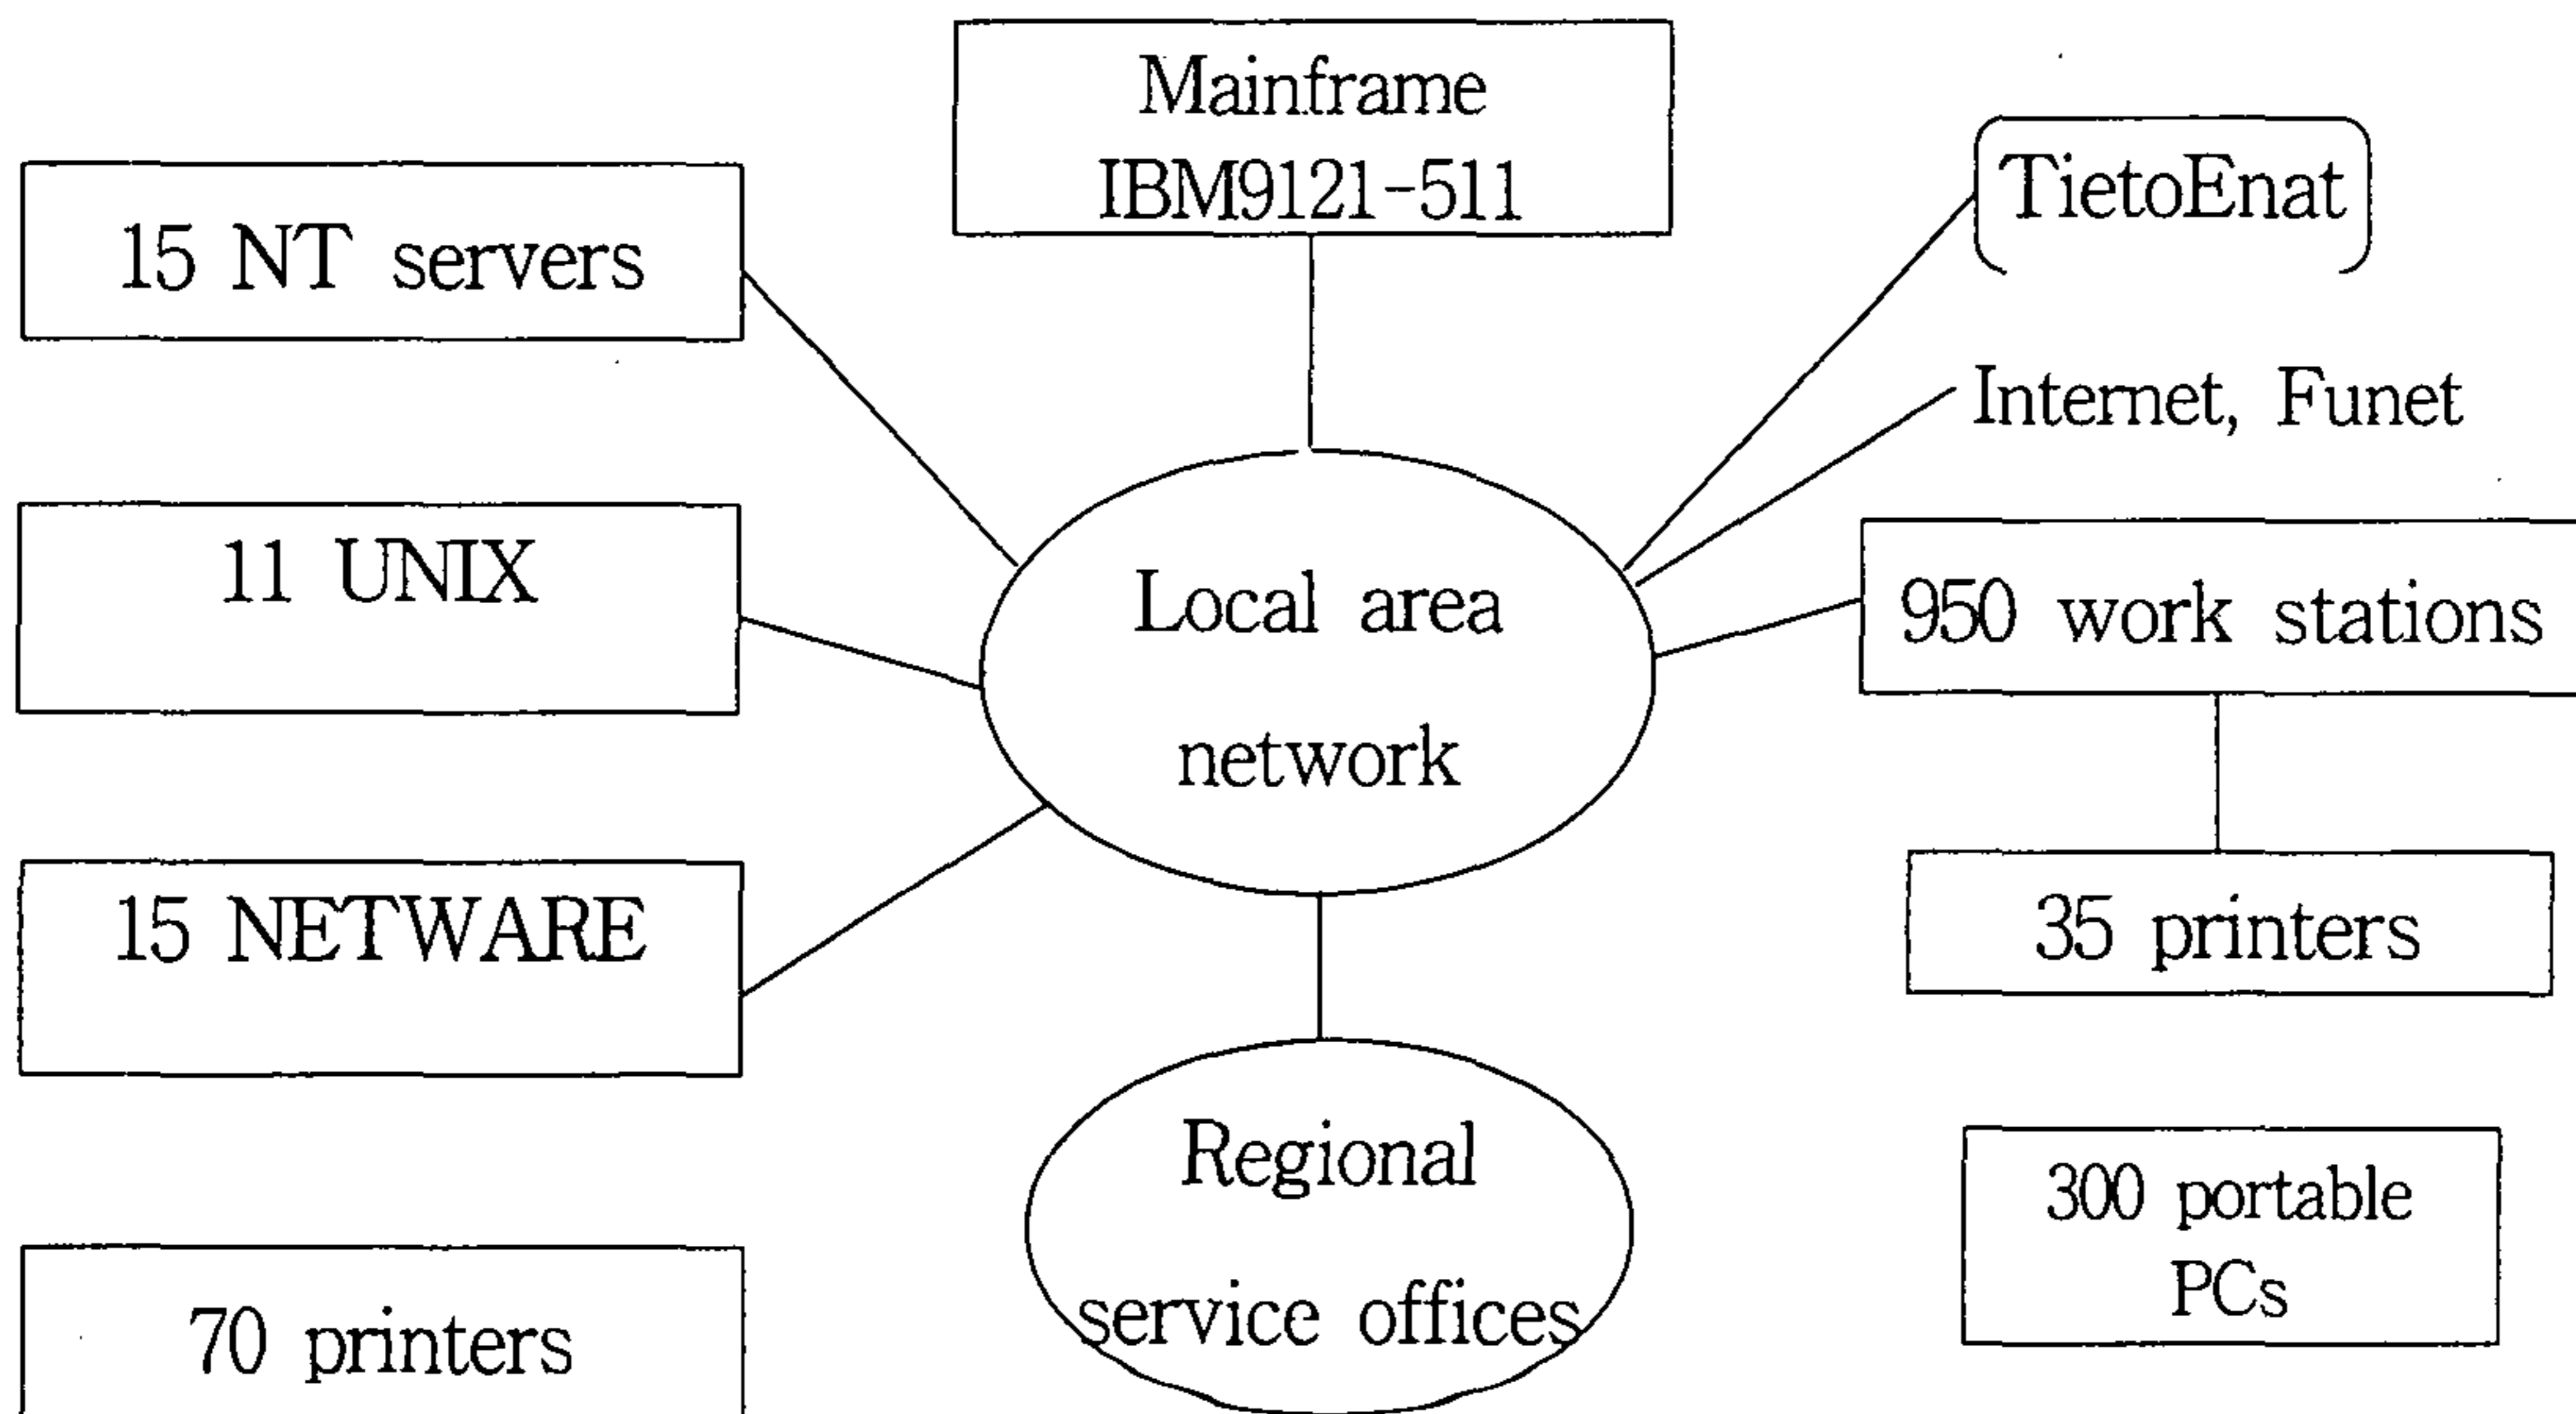 Mainframe
IBM9121-511
TietoEnat
15 NT servers
Internet, Funet
11 UNIX
Local area
network
950 work stations
15 NETWARE
35 printers
Regional
service offices
300 portable
PCs
70 printers